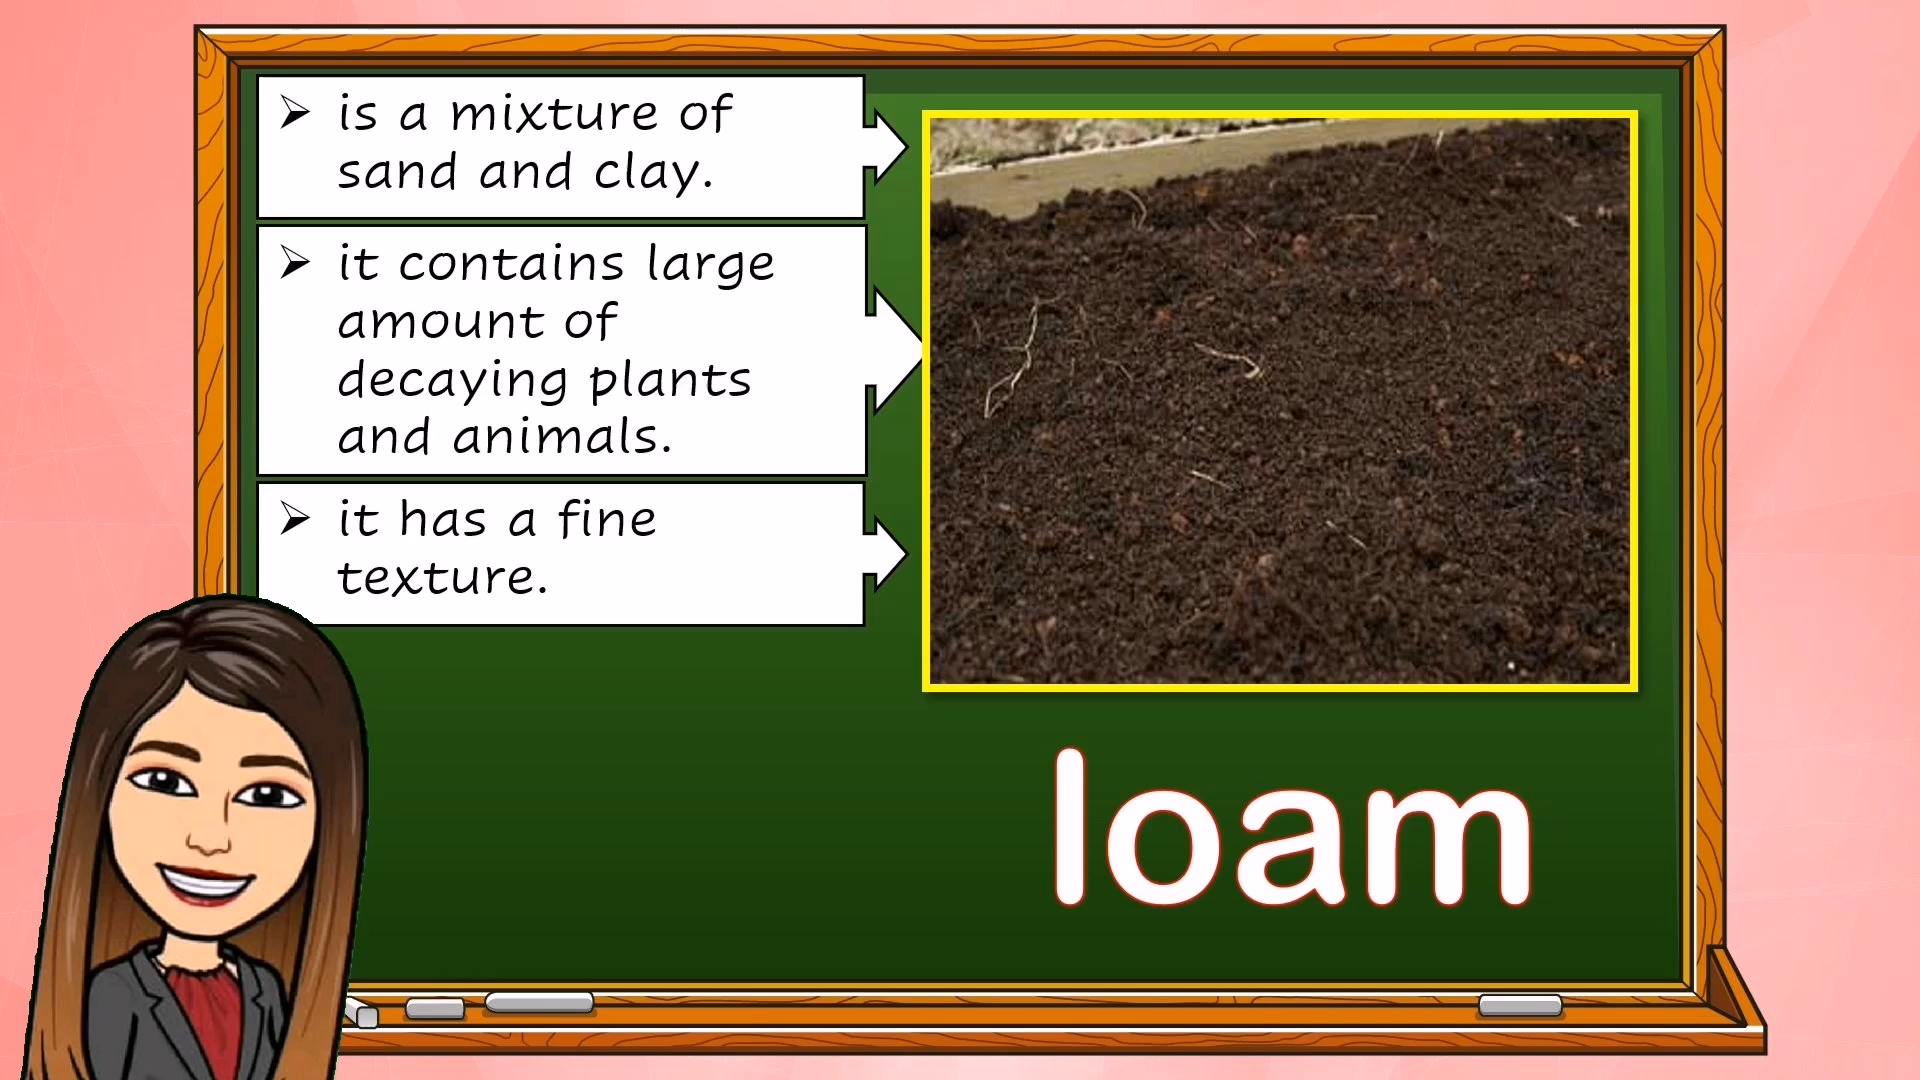 ➢ is a mixture of
sand and clay.
➢ it contains large
amount of
decaying plants
and animals.
➢ it has a fine
texture.
loam